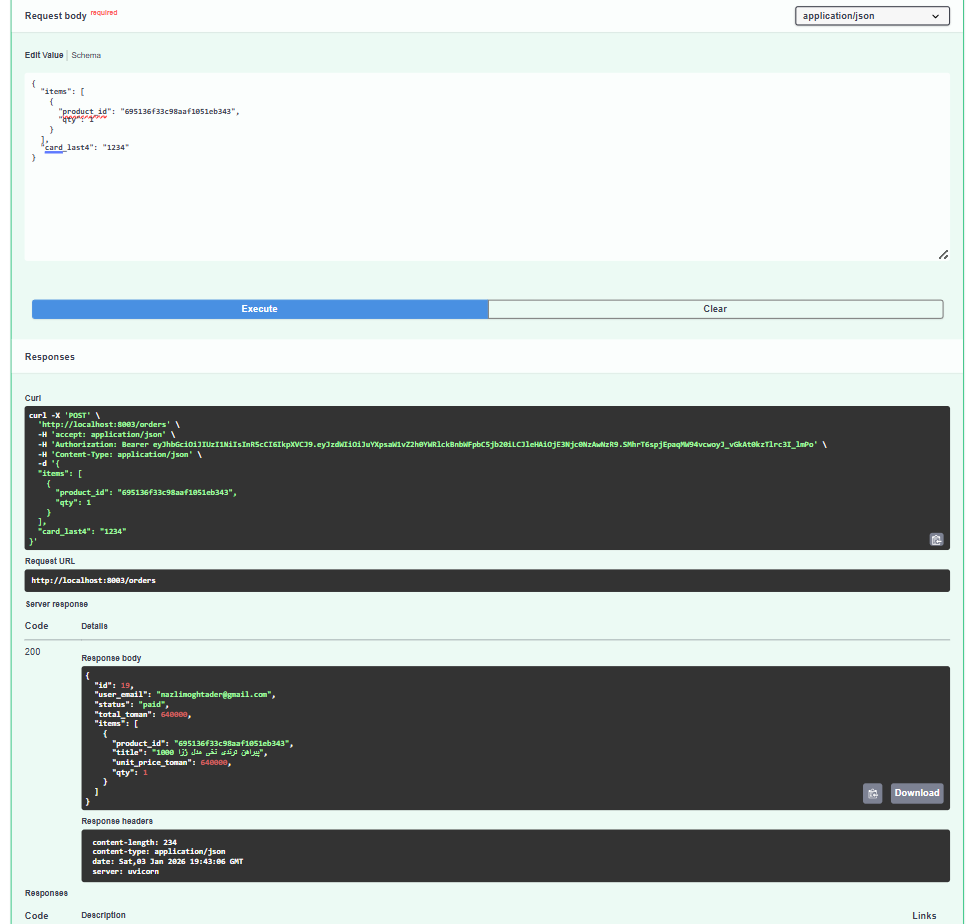 Request body required
application/json
Edit Value | Schema
{
  "items": [
    {
      "product_id": "695136f33c98aaf1051eb343",
      "qty": 1
    }
  ],
  "card_last4": "1234"
}
Execute
Clear
Responses
Curl
curl -X 'POST' \
  'http://localhost:8003/orders' \
  -H 'accept: application/json' \
  -H 'Authorization: Bearer
  -H 'Content-Type: application/json' \
  -d '{
  "items": [
    {
      "product_id": "695136f33c98aaf1051eb343",
      "qty": 1
    }
  ],
  "card_last4": "1234"
}'
Request URL
http://localhost:8003/orders
Server response
Code Details
200
Response body
{
  "id": 19,
  "user_email": "nazlimoghtader@gmail.com",
  "status": "paid",
  "total_toman": 640000,
  "items": [
    {
      "product_id": "695136f33c98aaf1051eb343",
      "title": "پیراهن ترندی نخی مدل ژزا 1000",
      "unit_price_toman": 640000,
      "qty": 1
    }
  ]
}
Download
Response headers
content-length: 234
content-type: application/json
date: Sat,03 Jan 2026 19:43:06 GMT
server: uvicorn
Responses
Code Description Links